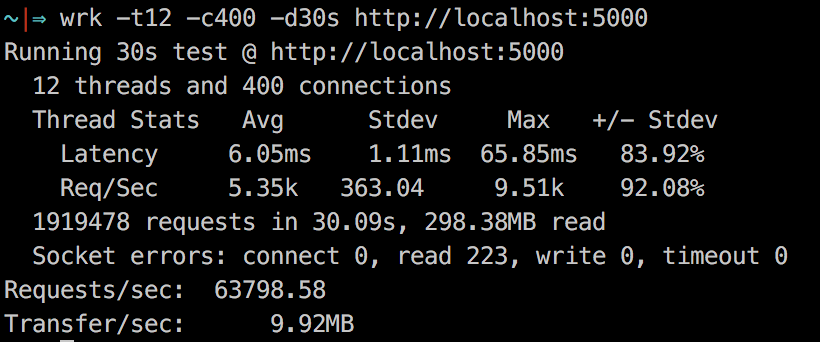 ~|⇒ wrk -t12 -c400 -d30s http://localhost:5000
Running 30s test @ http://localhost:5000
  12 threads and 400 connections
  Thread Stats   Avg      Stdev     Max   +/- Stdev
    Latency     6.05ms    1.11ms  65.85ms   83.92%
    Req/Sec     5.35k   363.04     9.51k    92.08%
  1919478 requests in 30.09s, 298.38MB read
  Socket errors: connect 0, read 223, write 0, timeout 0
Requests/sec:  63798.58
Transfer/sec:      9.92MB